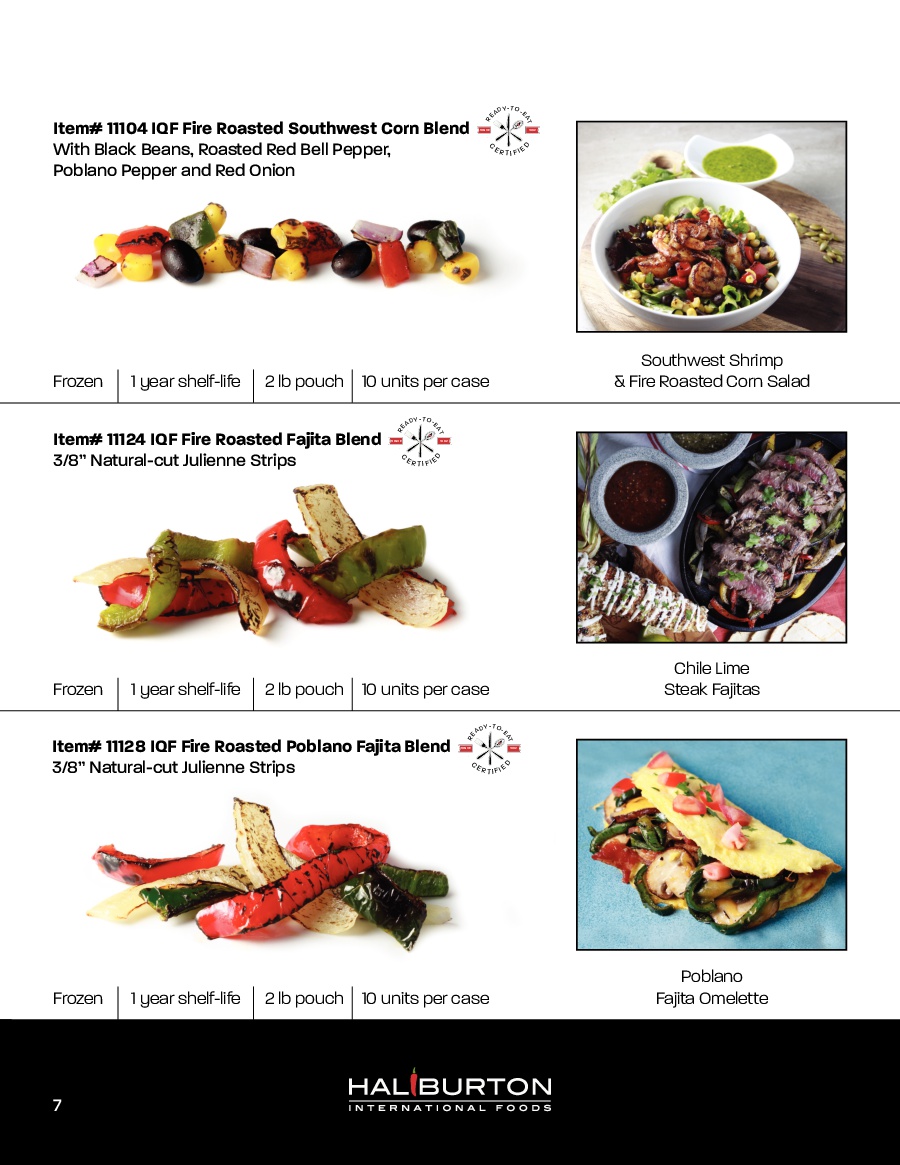 Item# 11104 IQF Fire Roasted Southwest Corn Blend
READY-TO-EAT
CERTIFIED
With Black Beans, Roasted Red Bell Pepper,
Poblano Pepper and Red Onion
Frozen
1 year shelf-life
2 lb pouch
10 units per case
Southwest Shrimp
& Fire Roasted Corn Salad
Item# 11124 IQF Fire Roasted Fajita Blend
READY-TO-EAT
CERTIFIED
3/8” Natural-cut Julienne Strips
Frozen
1 year shelf-life
2 lb pouch
10 units per case
Chile Lime
Steak Fajitas
Item# 11128 IQF Fire Roasted Poblano Fajita Blend
READY-TO-EAT
CERTIFIED
3/8” Natural-cut Julienne Strips
Frozen
1 year shelf-life
2 lb pouch
10 units per case
Poblano
Fajita Omelette
7
HALIBURTON
INTERNATIONAL FOODS